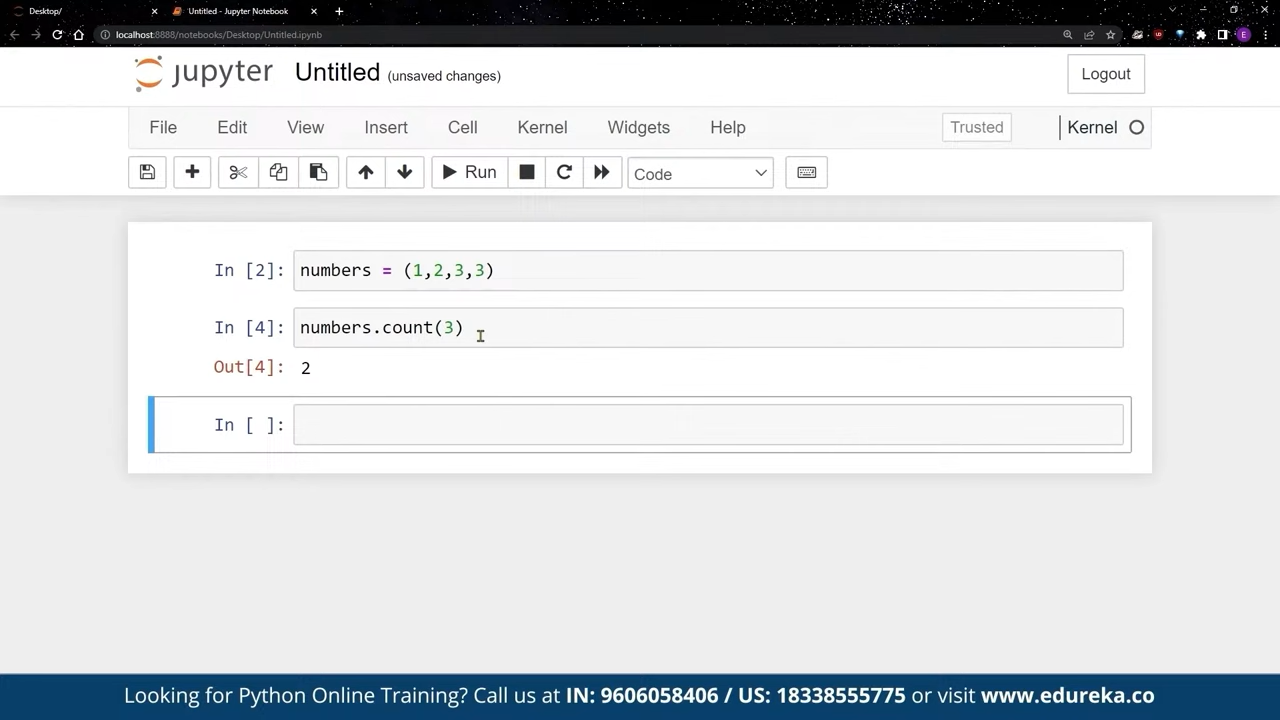 Desktop/
Untitled - Jupyter Notebook
localhost:8888/notebooks/Desktop/Untitled.ipynb
E
jupyter Untitled (unsaved changes)
Logout
File Edit View Insert Cell Kernel Widgets Help
Trusted
Kernel
Run
Code
In [2]: numbers = (1,2,3,3)
In [4]: numbers.count(3)
Out[4]: 2
In [ ]:
Looking for Python Online Training? Call us at IN: 9606058406 / US: 18338555775 or visit www.edureka.co